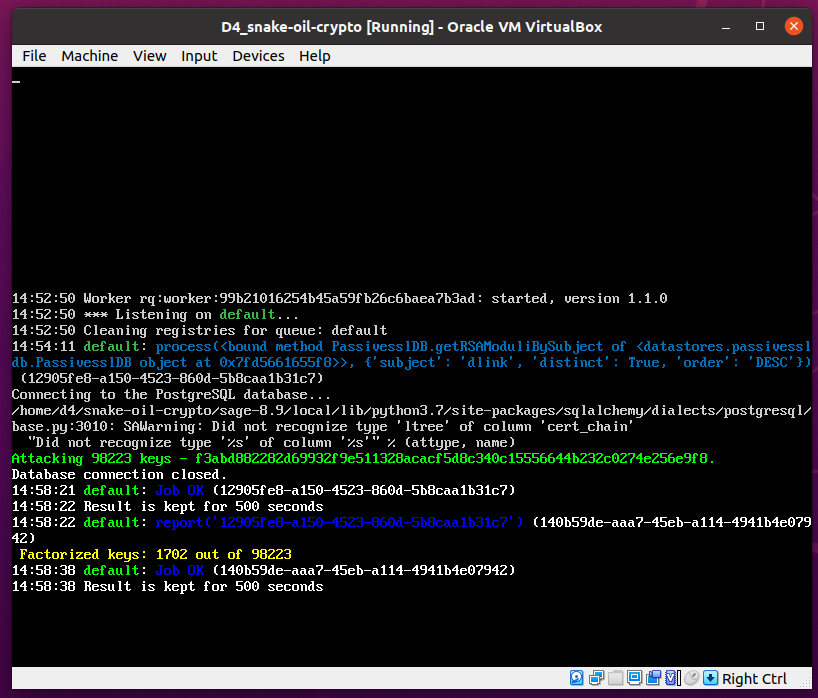 D4_snake-oil-crypto [Running] - Oracle VM VirtualBox
File Machine View Input Devices Help
14:52:50 Worker rq:worker:99b21016254b45a59fb26c6baea7b3ad: started, version 1.1.0
14:52:50 *** Listening on default...
14:52:50 Cleaning registries for queue: default
14:54:11 default: process(<bound method PassivesslDB.getRSAModuliBySubject of <datastores.passivessl
db.PassivesslDB object at 0x7fd5661655f8>>, {'subject': 'dlink', 'distinct': True, 'order': 'DESC'})
(12905fe8-a150-4523-860d-5b8caa1b31c7)
Connecting to the PostgreSQL database...
/home/d4/snake-oil-crypto/sage-8.9/local/lib/python3.7/site-packages/sqlalchemy/dialects/postgresql/
base.py:3010: SAWarning: Did not recognize type 'ltree' of column 'cert_chain'
"Did not recognize type '%s' of column '%s'" % (attype, name)
Attacking 98223 keys - f3abd882282d69932f9e511328acacf5d8c340c15556644b232c0274e256e9f8.
Database connection closed.
14:58:21 default: Job OK (12905fe8-a150-4523-860d-5b8caa1b31c7)
14:58:22 Result is kept for 500 seconds
14:58:22 default: report('12905fe8-a150-4523-860d-5b8caa1b31c7') (140b59de-aaa7-45eb-a114-4941b4e079
42)
Factorized keys: 1702 out of 98223
14:58:38 default: Job OK (140b59de-aaa7-45eb-a114-4941b4e07942)
14:58:38 Result is kept for 500 seconds
Right Ctrl